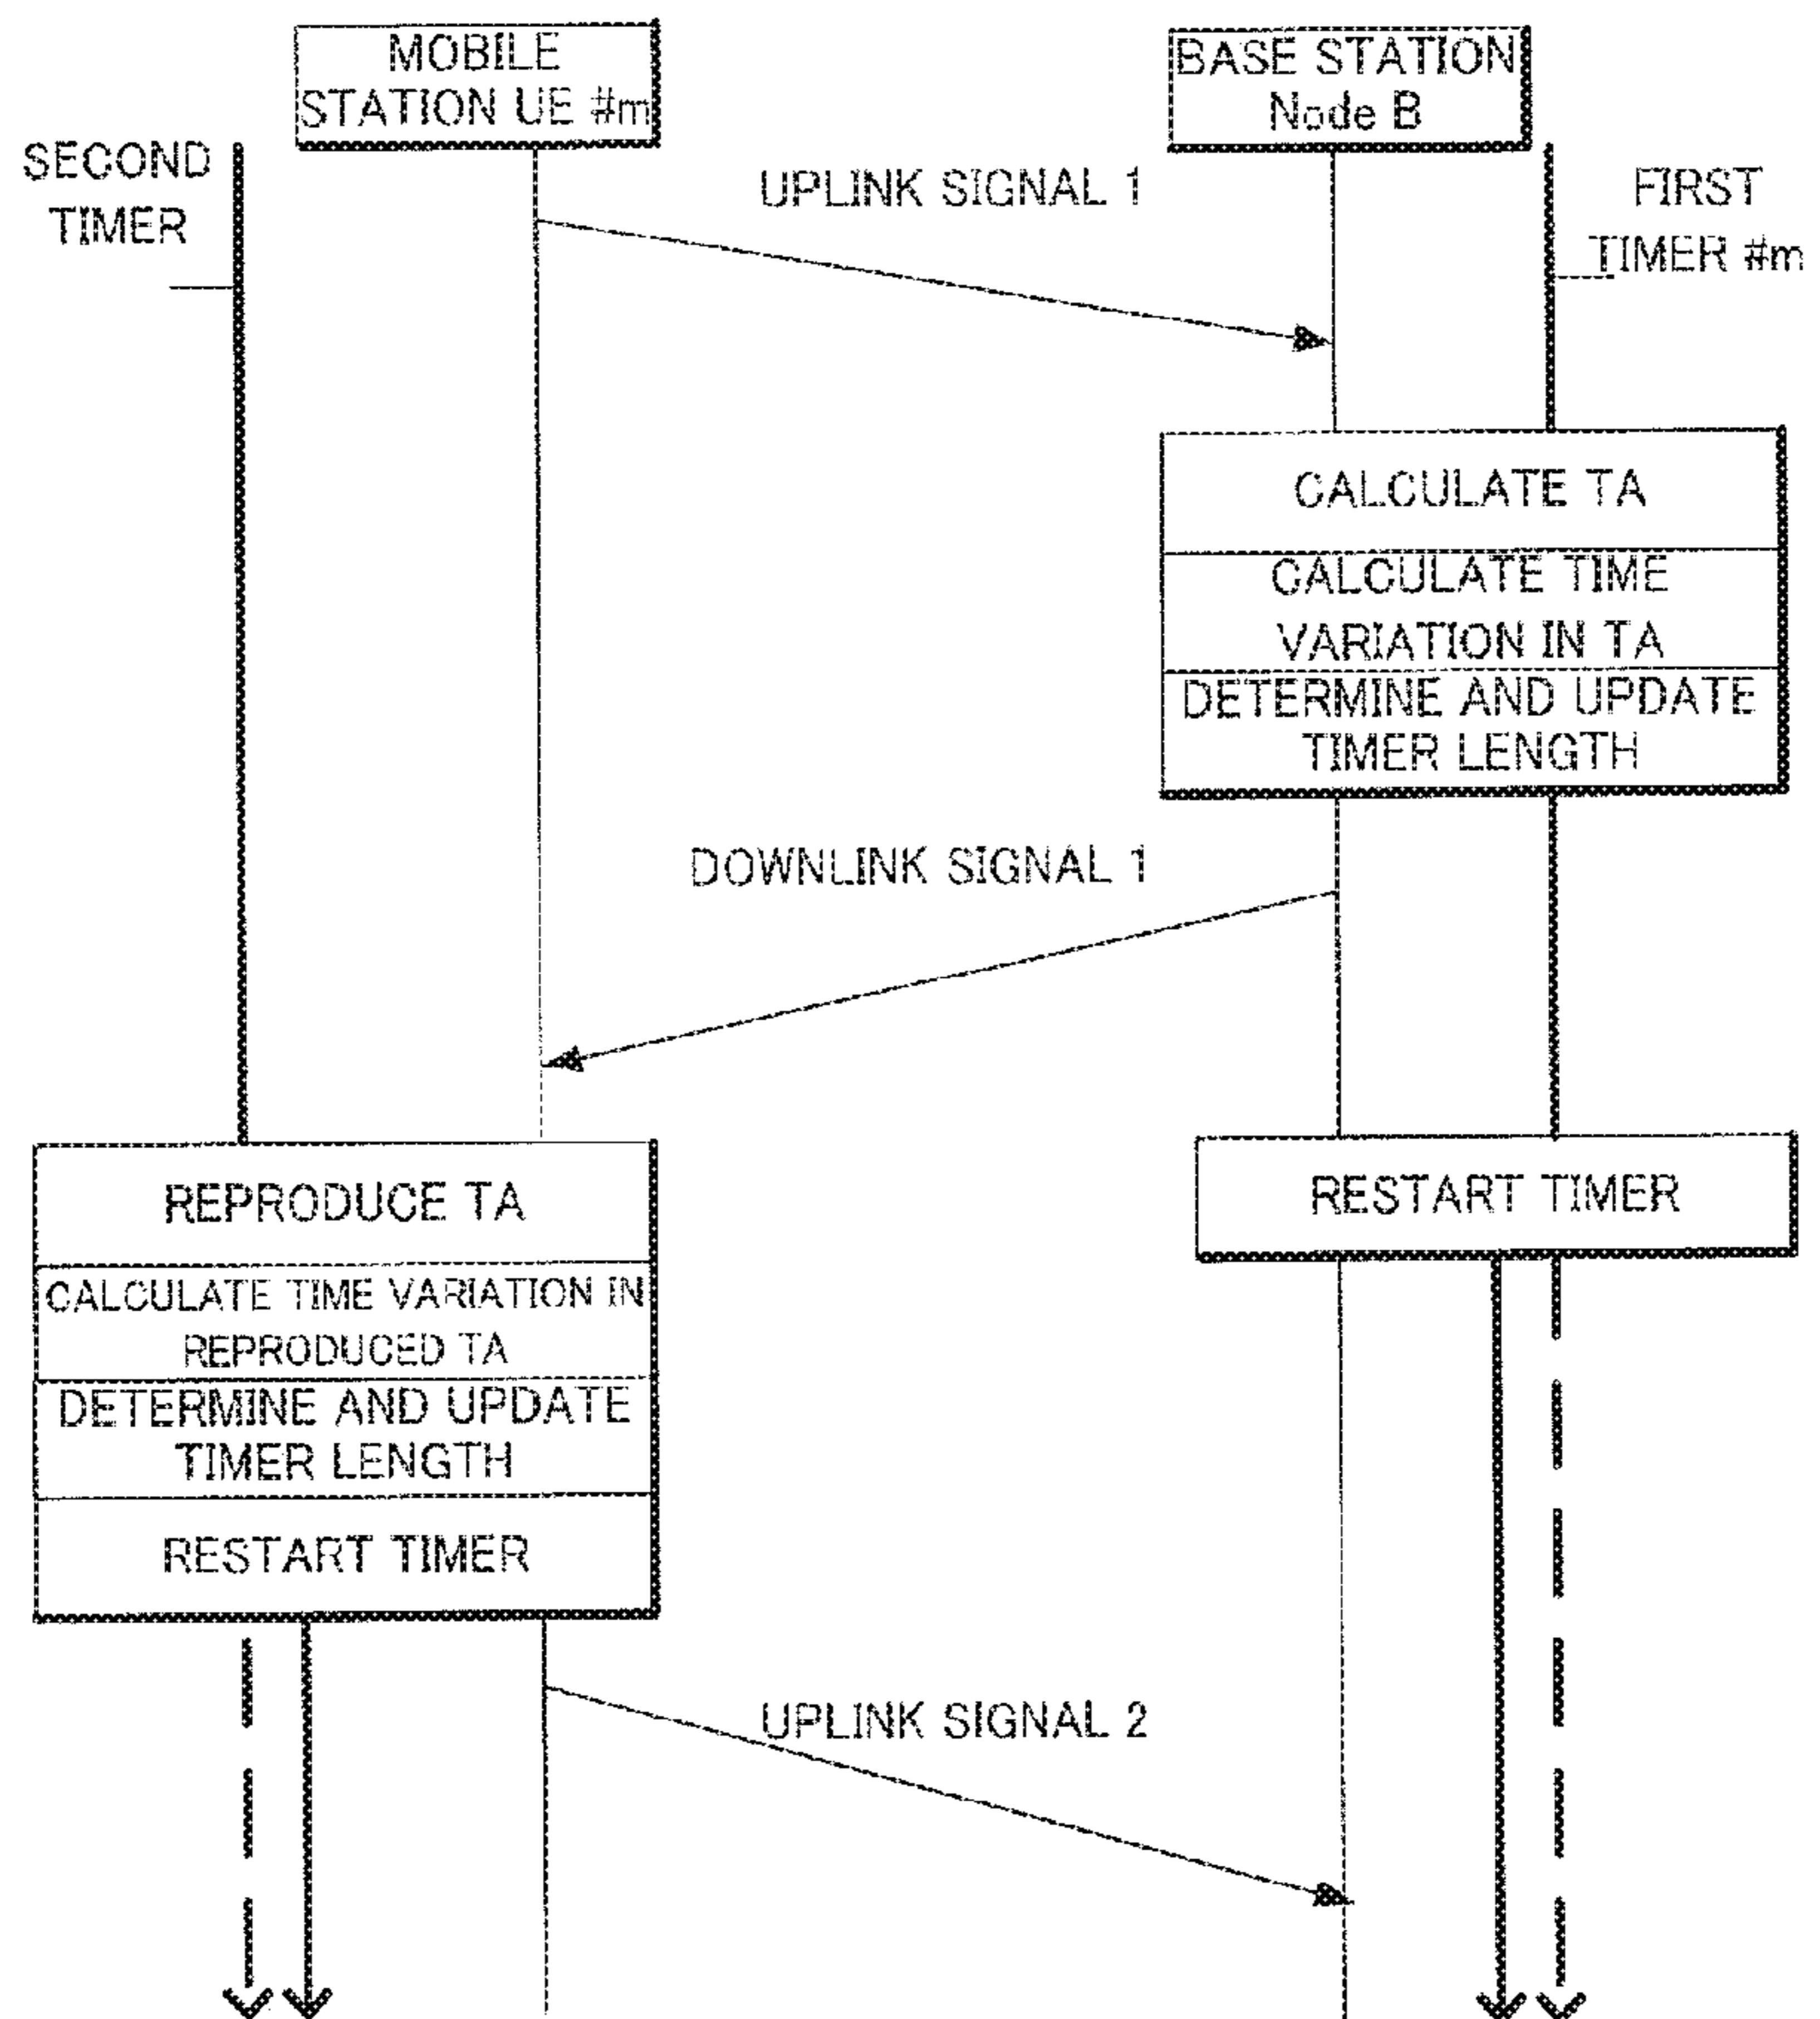 MOBILE
STATION UE #m
BASE STATION
Node B
SECOND
TIMER
UPLINK SIGNAL 1
FIRST
TIMER #m
CALCULATE TA
CALCULATE TIME
VARIATION IN TA
DETERMINE AND UPDATE
TIMER LENGTH
DOWNLINK SIGNAL 1
REPRODUCE TA
CALCULATE TIME VARIATION IN
REPRODUCED TA
DETERMINE AND UPDATE
TIMER LENGTH
RESTART TIMER
RESTART TIMER
UPLINK SIGNAL 2